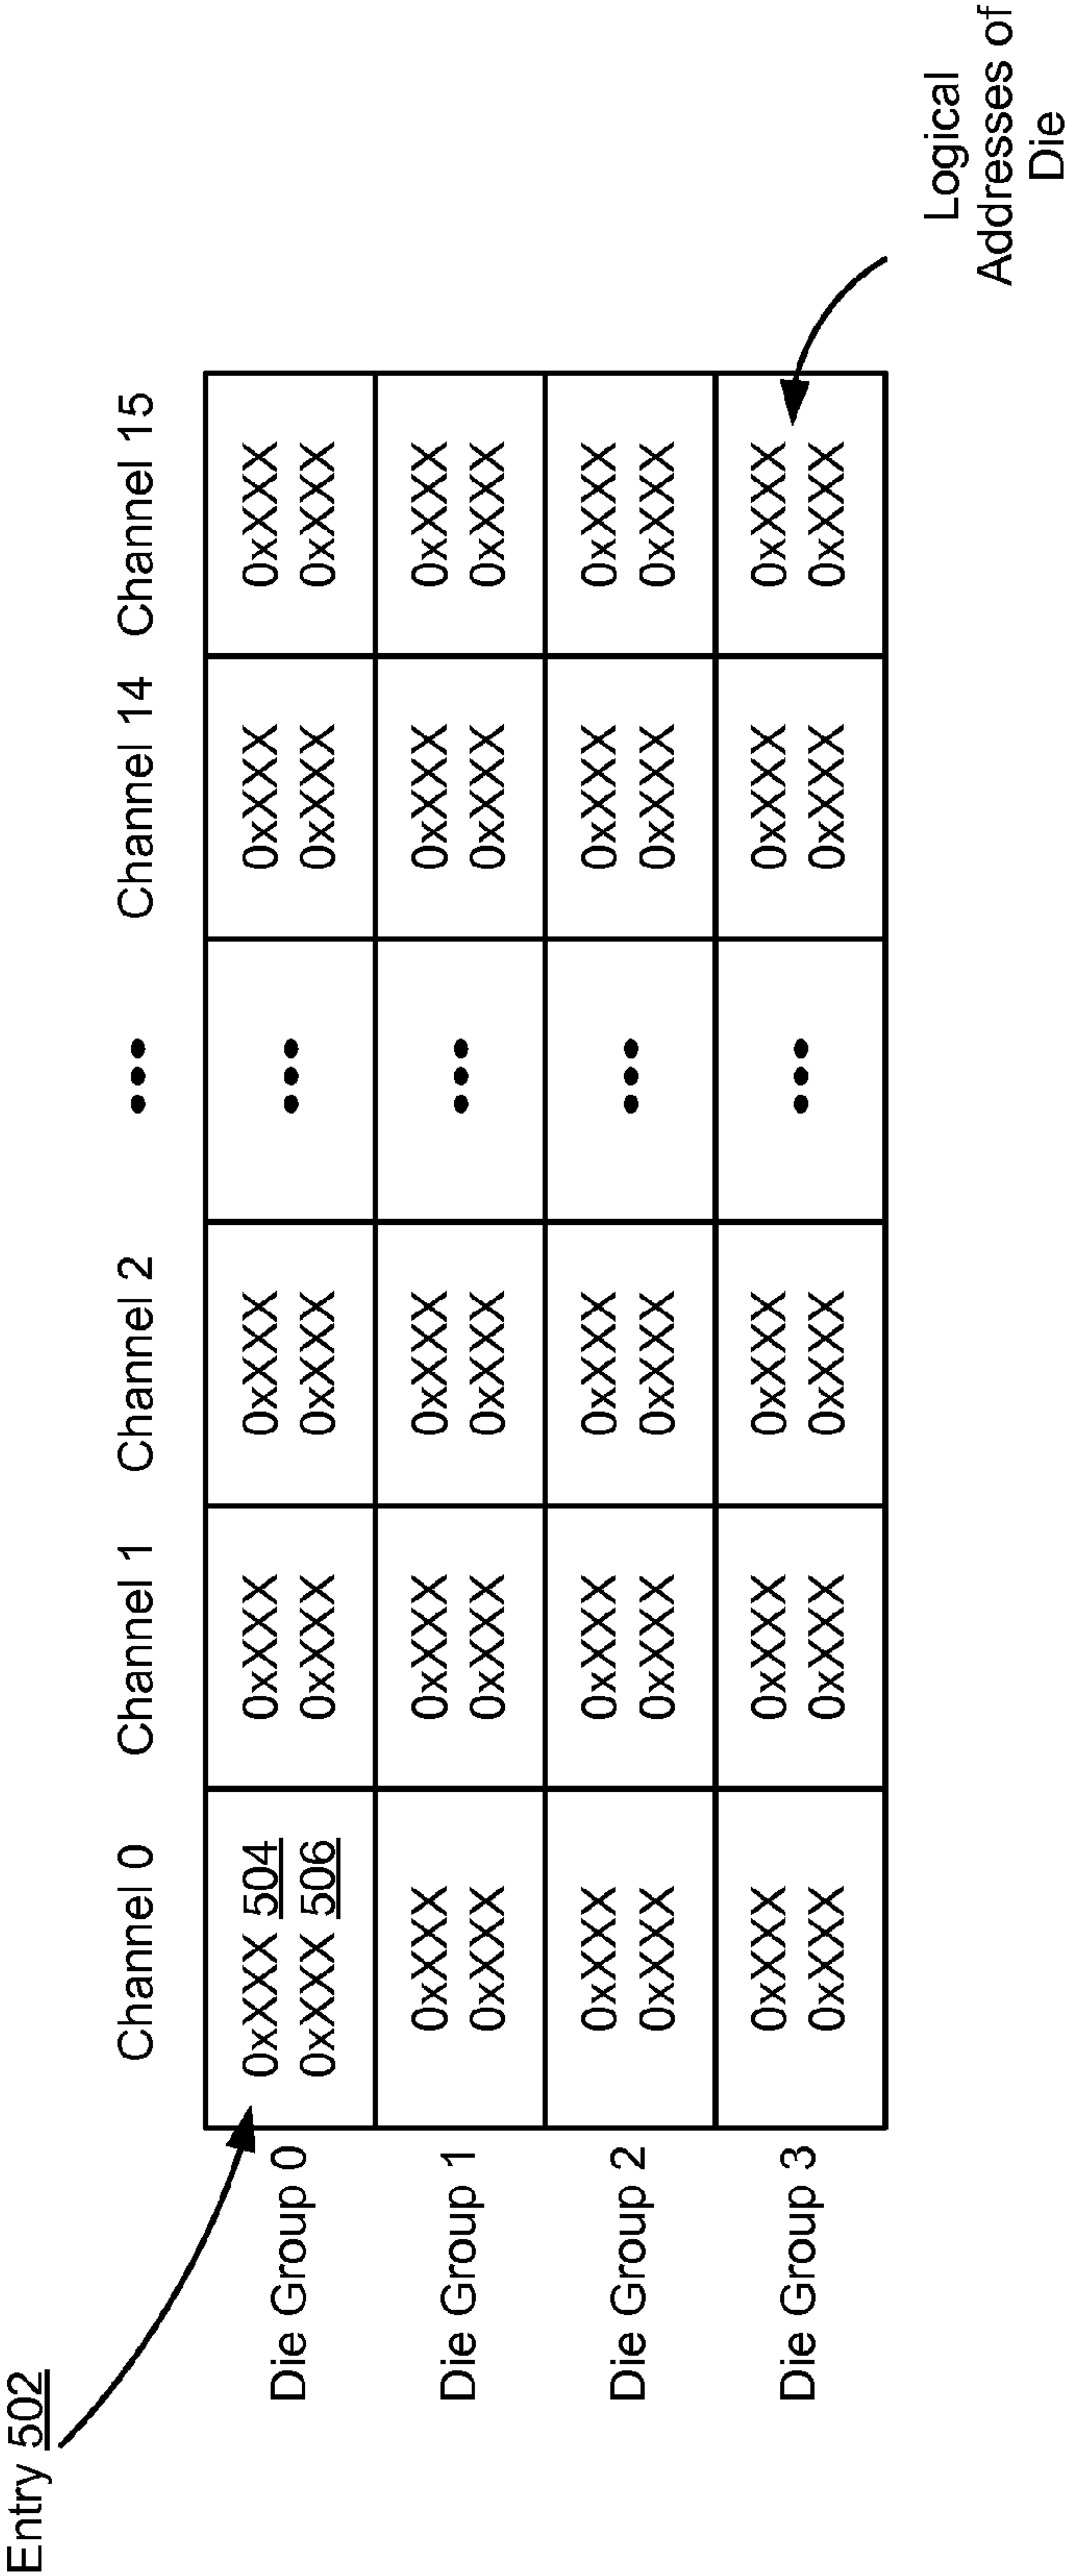 Entry 502
Channel 0 Channel 1 Channel 2 ••• Channel 14 Channel 15
Die Group 0
0xXXX 504 0xXXX 0xXXX ••• 0xXXX 0xXXX
0xXXX 506 0xXXX 0xXXX 0xXXX 0xXXX
Die Group 1
0xXXX 0xXXX 0xXXX ••• 0xXXX 0xXXX
0xXXX 0xXXX 0xXXX 0xXXX 0xXXX
Die Group 2
0xXXX 0xXXX 0xXXX ••• 0xXXX 0xXXX
0xXXX 0xXXX 0xXXX 0xXXX 0xXXX
Die Group 3
0xXXX 0xXXX 0xXXX ••• 0xXXX 0xXXX
0xXXX 0xXXX 0xXXX 0xXXX 0xXXX
Logical
Addresses of
Die